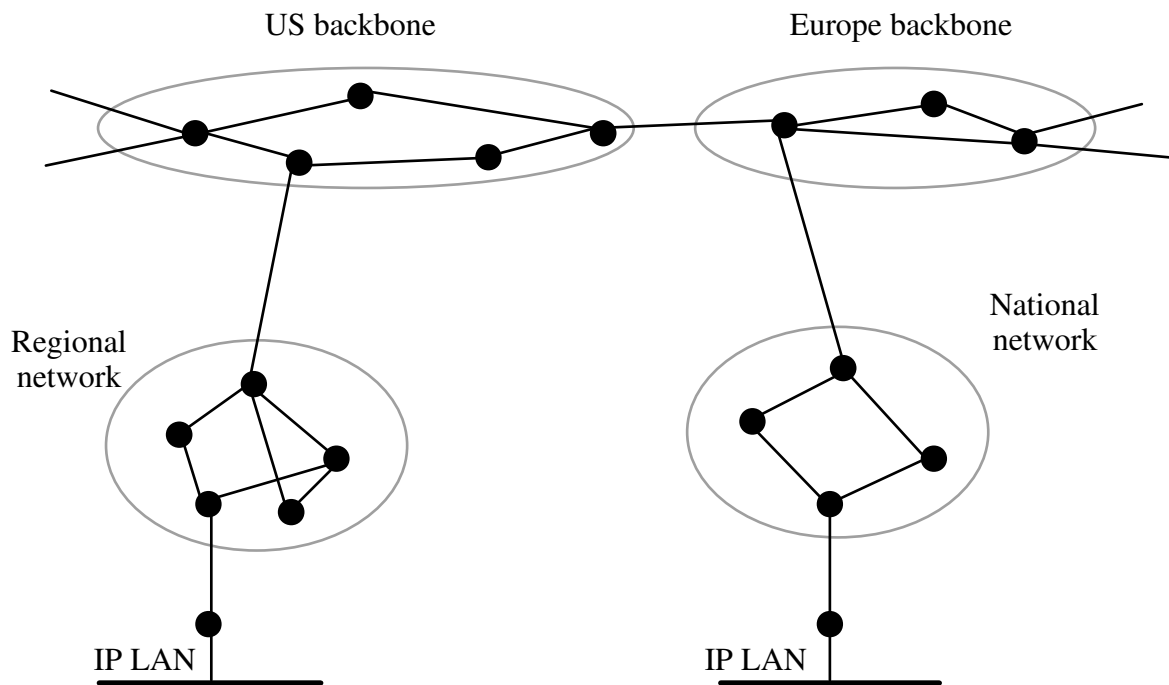 US backbone
Europe backbone
National
network
Regional
network
IP LAN
IP LAN